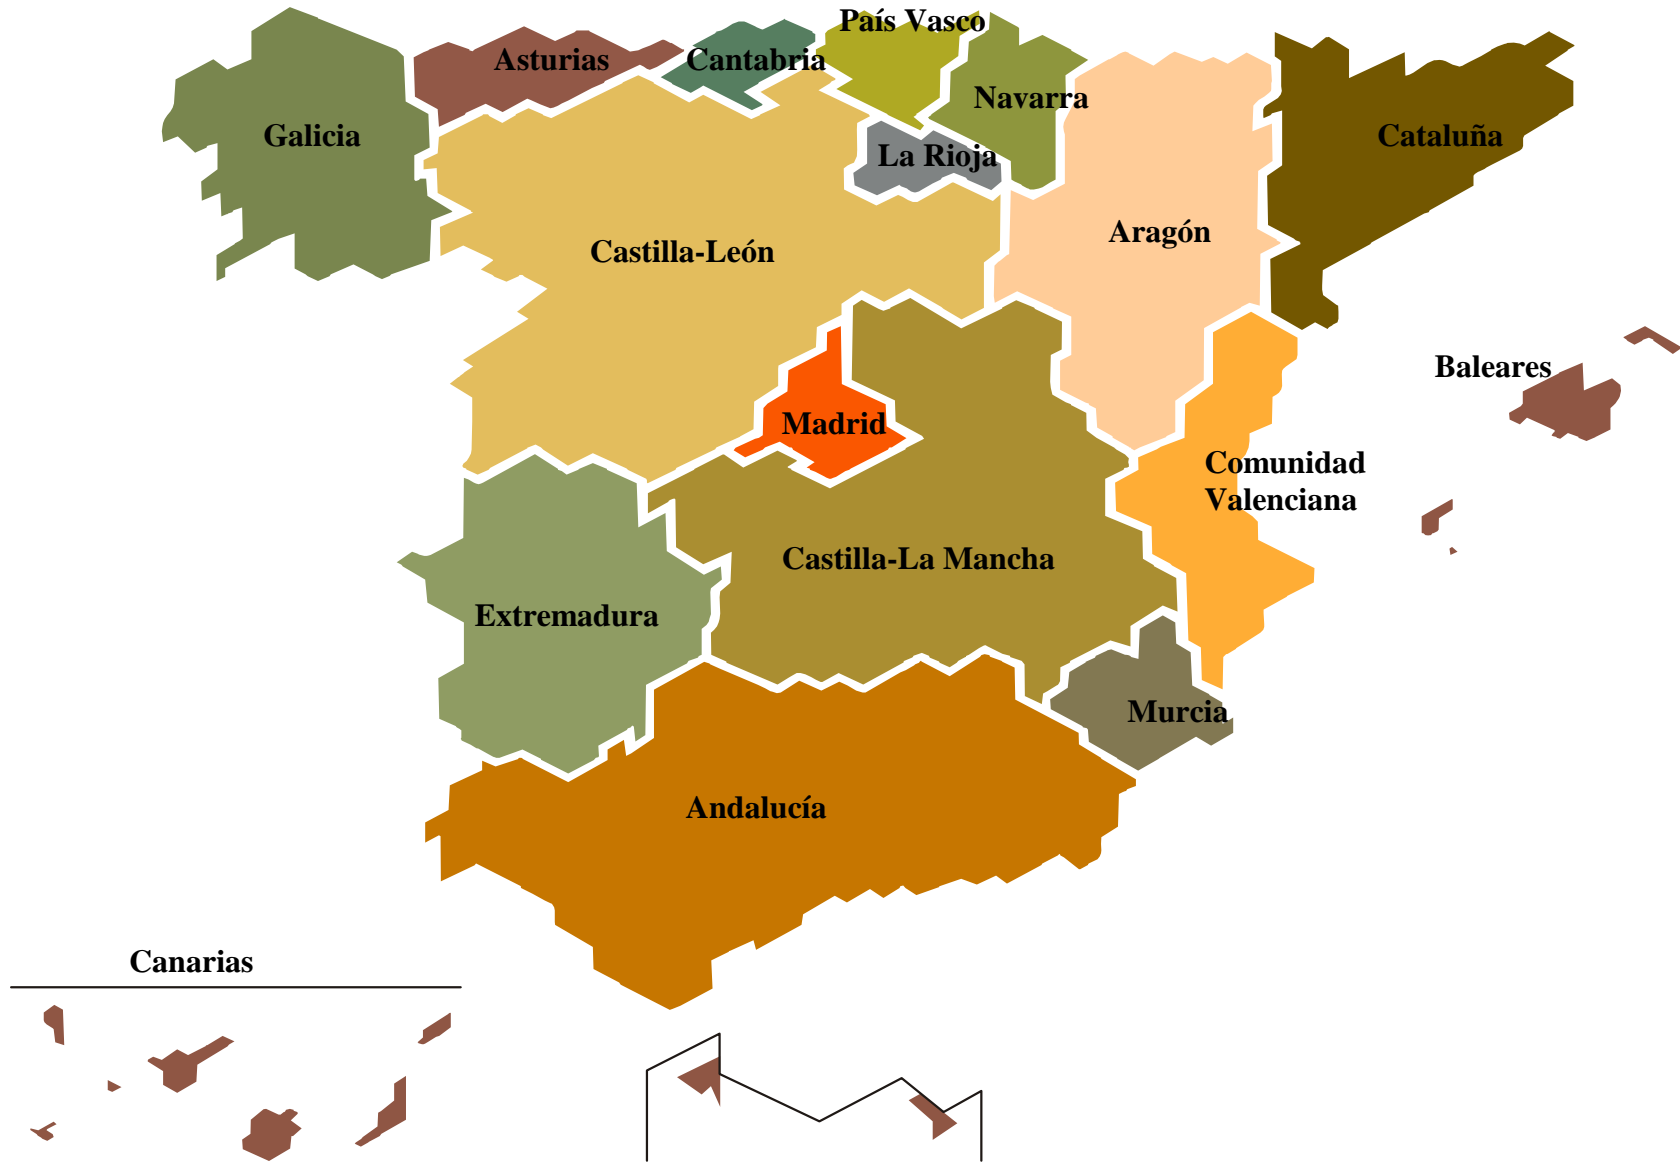 País Vasco
Asturias
Cantabria
Navarra
Galicia
La Rioja
Cataluña
Aragón
Castilla-León
Baleares
Madrid
Comunidad
Valenciana
Castilla-La Mancha
Extremadura
Murcia
Andalucía
Canarias